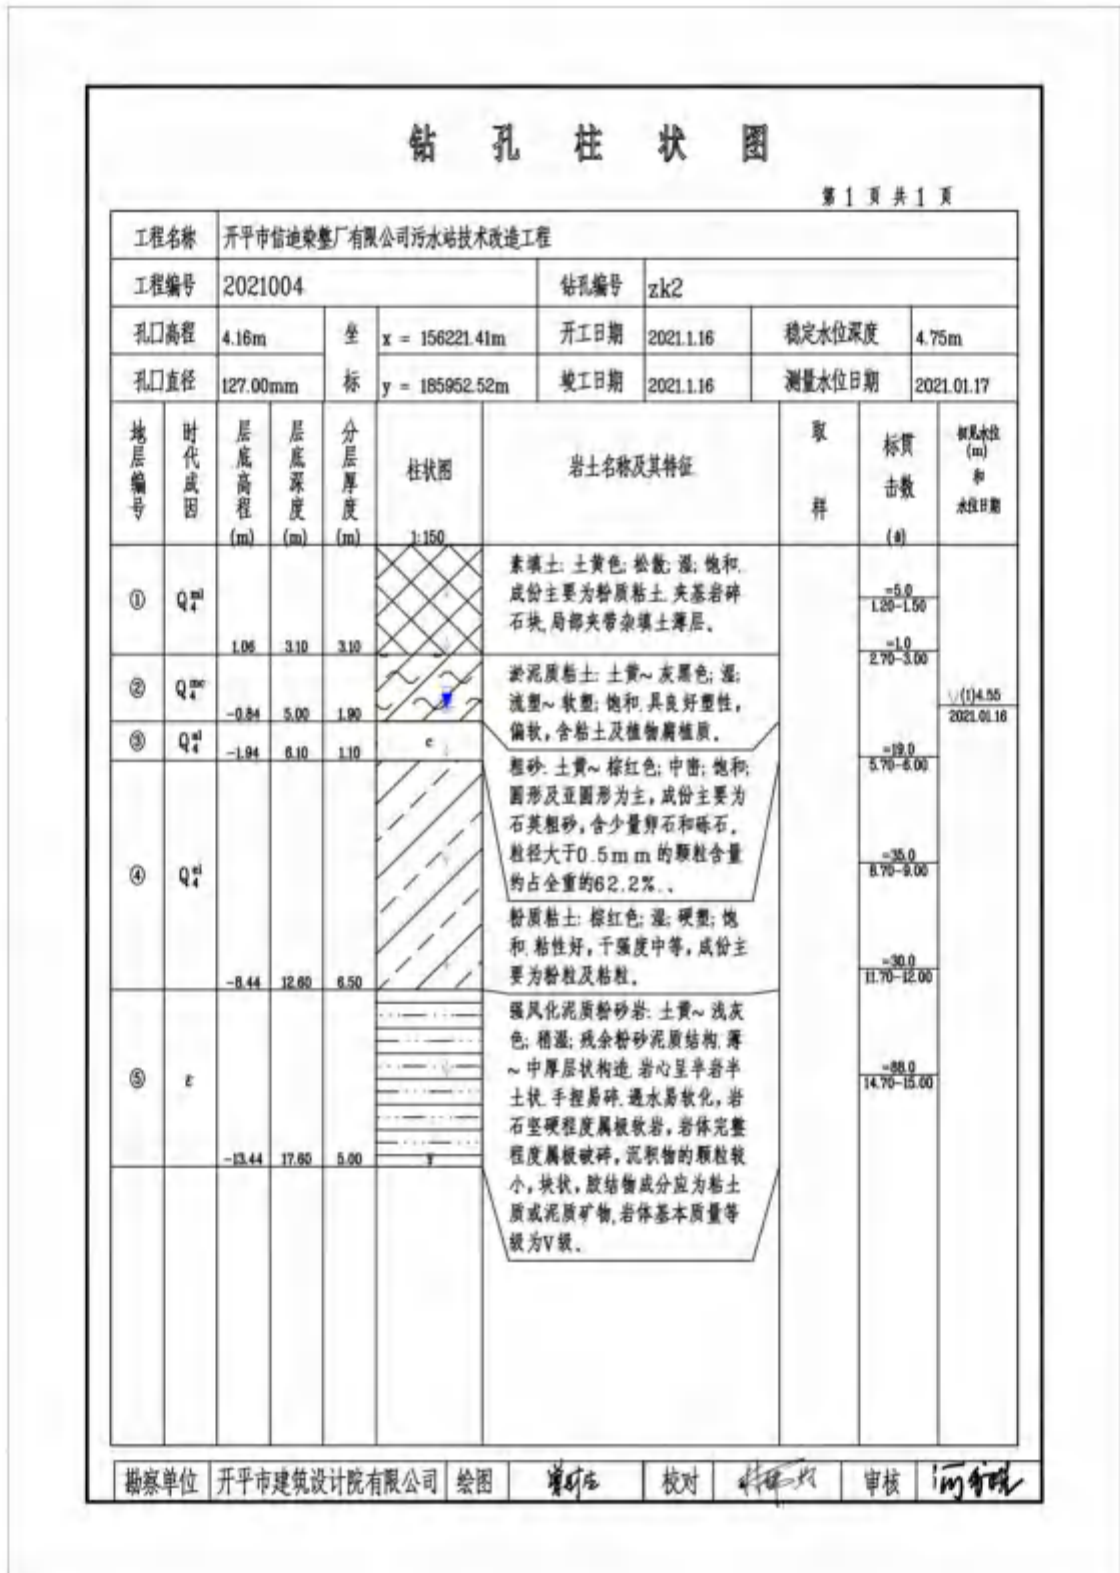 钻孔柱状图
第 1 页 共 1 页
工程名称 开平市信迪染整厂有限公司污水站技术改造工程
工程编号 2021004 钻孔编号 zk2
孔口高程 4.16m 坐 x = 156221.41m 开工日期 2021.1.16 稳定水位深度 4.75m
孔口直径 127.00mm 标 y = 185952.52m 竣工日期 2021.1.16 测量水位日期 2021.01.17
地层编号 时代成因 层底高程(m) 层底深度(m) 分层厚度(m) 柱状图 1:150 岩土名称及其特征 取样 标贯击数 初见水位(m)和水位日期
① Q4ml 1.06 3.10 3.10
素填土: 土黄色; 松散; 湿; 饱和.
成份主要为粉质粘土. 夹基岩碎
石块, 局部夹带杂填土薄层。
=5.0
1.20-1.50
=1.0
2.70-3.00
② Q4mc -0.84 5.00 1.90
淤泥质粘土: 土黄~ 灰黑色; 湿;
流塑~ 软塑; 饱和. 具良好塑性,
偏软, 含粘土及植物腐植质。
▽(1)4.55
2021.01.16
③ Q4al -1.94 6.10 1.10 c
粗砂: 土黄~ 棕红色; 中密; 饱和;
圆形及亚圆形为主, 成份主要为
石英粗砂, 含少量卵石和砾石。
粒径大于0.5mm 的颗粒含量
约占全重的62.2%. 、
=19.0
5.70-6.00
=35.0
8.70-9.00
④ Q4el -8.44 12.60 6.50
粉质粘土: 棕红色; 湿; 硬塑; 饱
和. 粘性好, 干强度中等, 成份主
要为粉粒及粘粒。
=30.0
11.70-12.00
⑤ ε -13.44 17.60 5.00
强风化泥质粉砂岩: 土黄~ 浅灰
色; 稍湿; 残余粉砂泥质结构. 薄
~ 中厚层状构造. 岩心呈半岩半
土状. 手捏易碎. 遇水易软化, 岩
石坚硬程度属极软岩, 岩体完整
程度属极破碎, 沉积物的颗粒较
小, 块状, 胶结物成分应为粘土
质或泥质矿物, 岩体基本质量等
级为V级。
=88.0
14.70-15.00
勘察单位 开平市建筑设计院有限公司 绘图 校对 审核